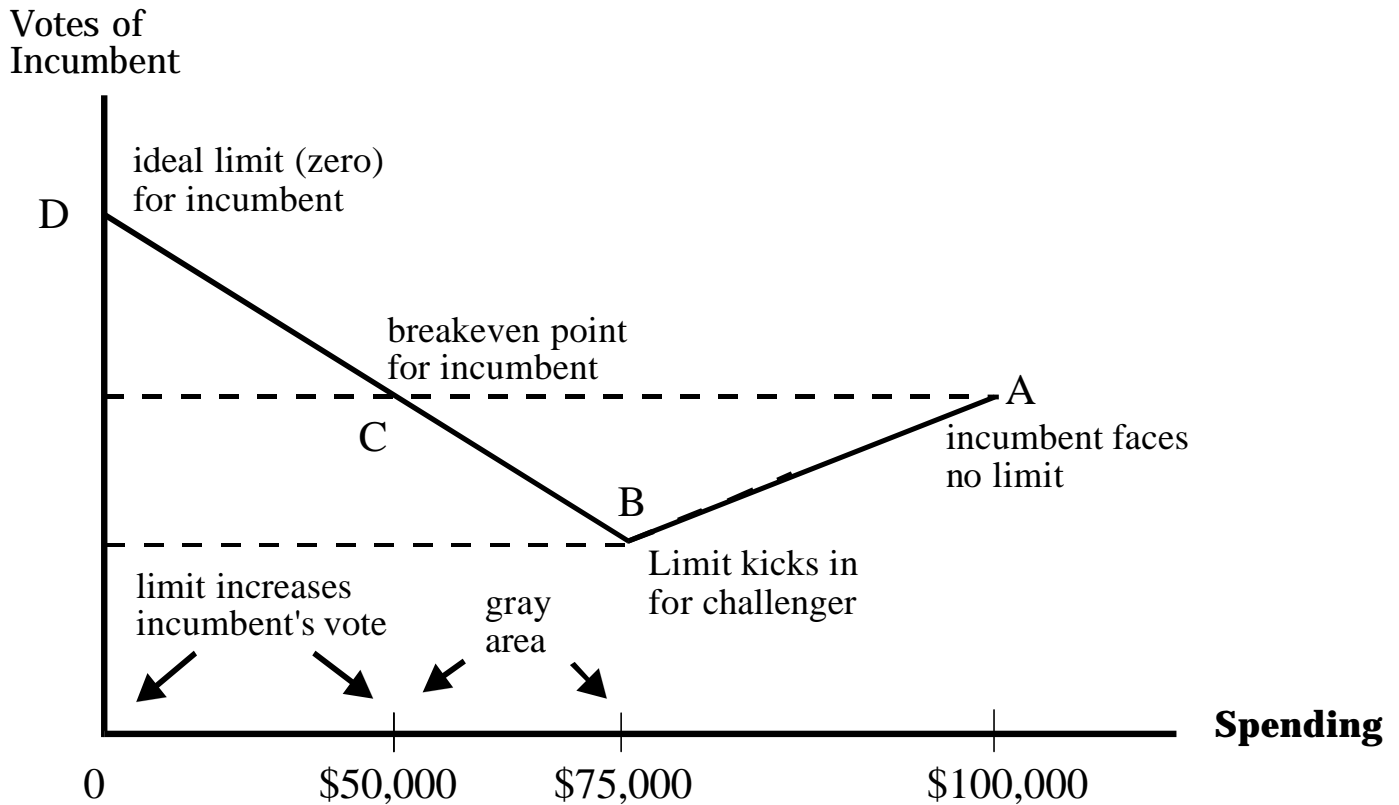 Votes of
Incumbent
ideal limit (zero)
for incumbent
D
breakeven point
for incumbent
A
C
incumbent faces
no limit
B
Limit kicks in
for challenger
limit increases
incumbent's vote
gray
area
Spending
0
$50,000
$75,000
$100,000